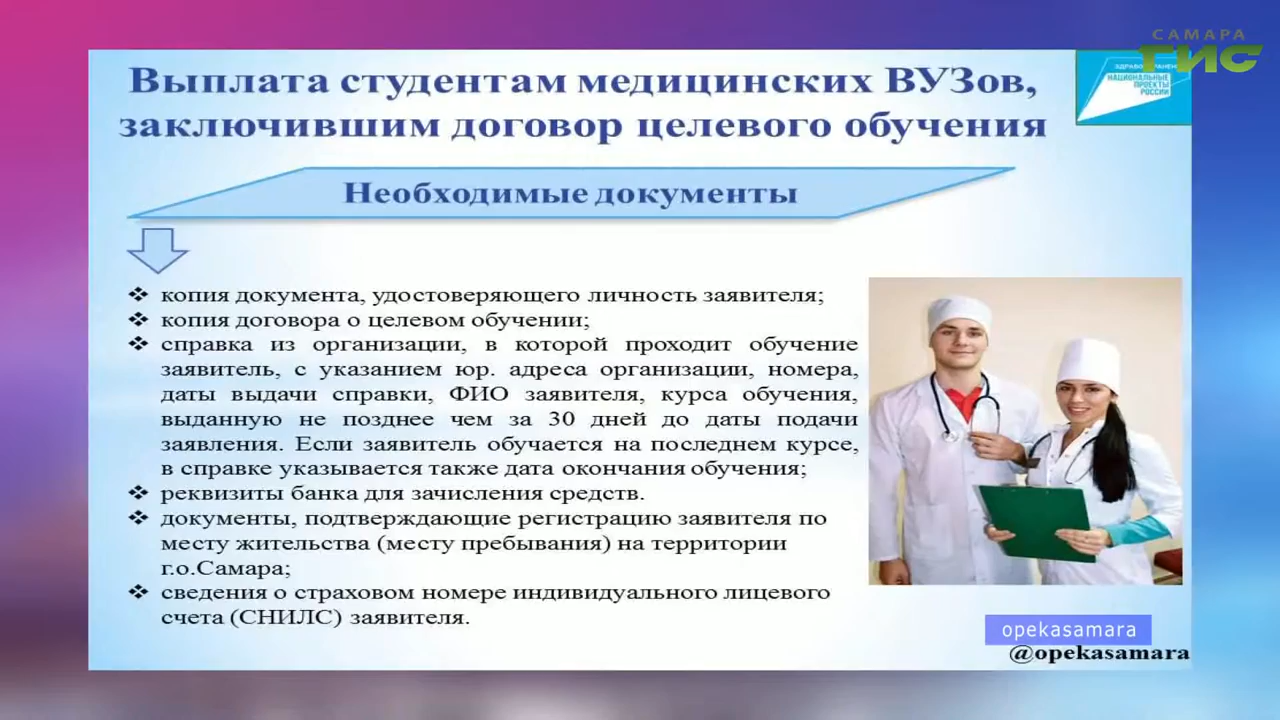 САМАРА
ГИС
ЗДРАВООХРАНЕНИЕ
НАЦИОНАЛЬНЫЕ
ПРОЕКТЫ
РОССИИ
Выплата студентам медицинских ВУЗов,
заключившим договор целевого обучения
Необходимые документы
❖ копия документа, удостоверяющего личность заявителя;
❖ копия договора о целевом обучении;
❖ справка из организации, в которой проходит обучение
заявитель, с указанием юр. адреса организации, номера,
даты выдачи справки, ФИО заявителя, курса обучения,
выданную не позднее чем за 30 дней до даты подачи
заявления. Если заявитель обучается на последнем курсе,
в справке указывается также дата окончания обучения;
❖ реквизиты банка для зачисления средств.
❖ документы, подтверждающие регистрацию заявителя по
месту жительства (месту пребывания) на территории
г.о.Самара;
❖ сведения о страховом номере индивидуального лицевого
счета (СНИЛС) заявителя.
opekasamara
@opekasamara